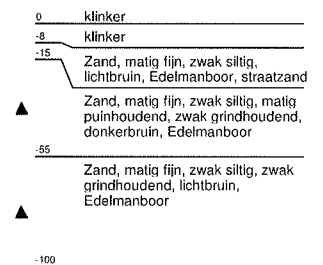 0 klinker
-8 klinker
-15
Zand, matig fijn, zwak siltig,
lichtbruin, Edelmanboor, straatzand
Zand, matig fijn, zwak siltig, matig
puinhoudend, zwak grindhoudend,
donkerbruin, Edelmanboor
-55
Zand, matig fijn, zwak siltig, zwak
grindhoudend, lichtbruin,
Edelmanboor
-100